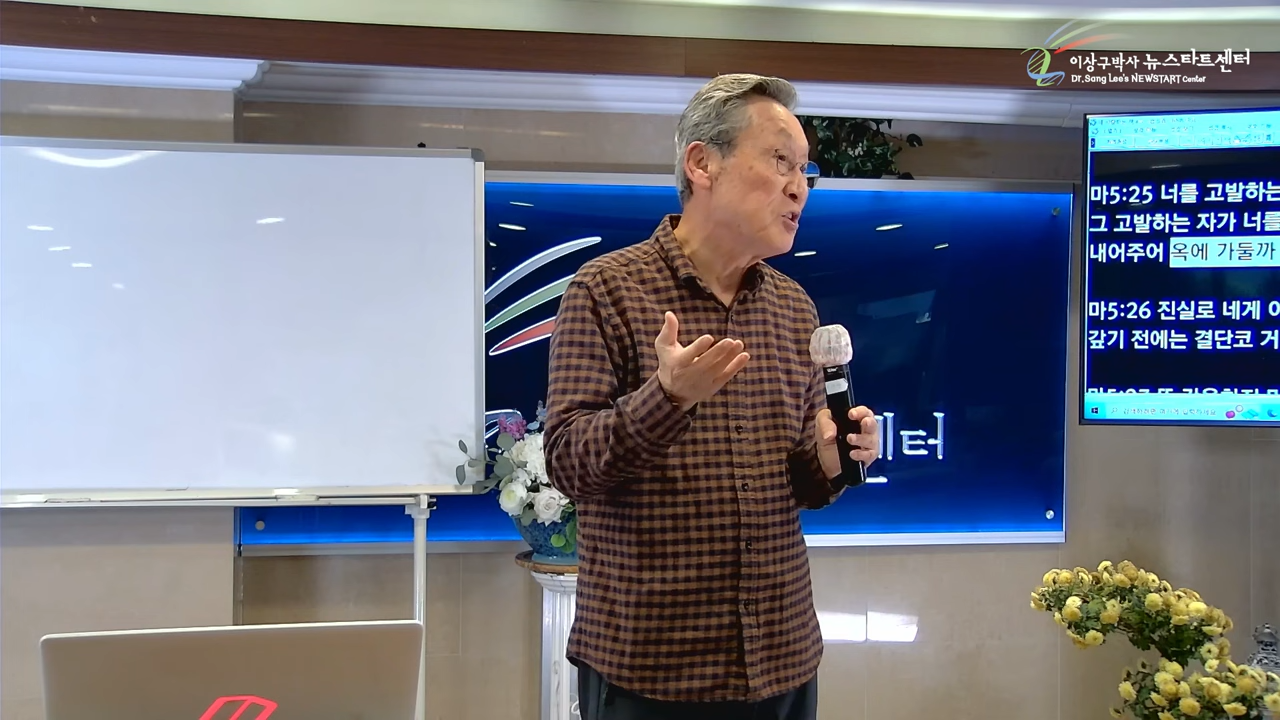 이상구박사 뉴스타트센터
Dr. Sang Lee's NEWSTART Center
마5:25 너를 고발하는
그 고발하는 자가 너를
내어주어 옥에 가둘까
마5:26 진실로 네게 이
갚기 전에는 결단코 거
센터